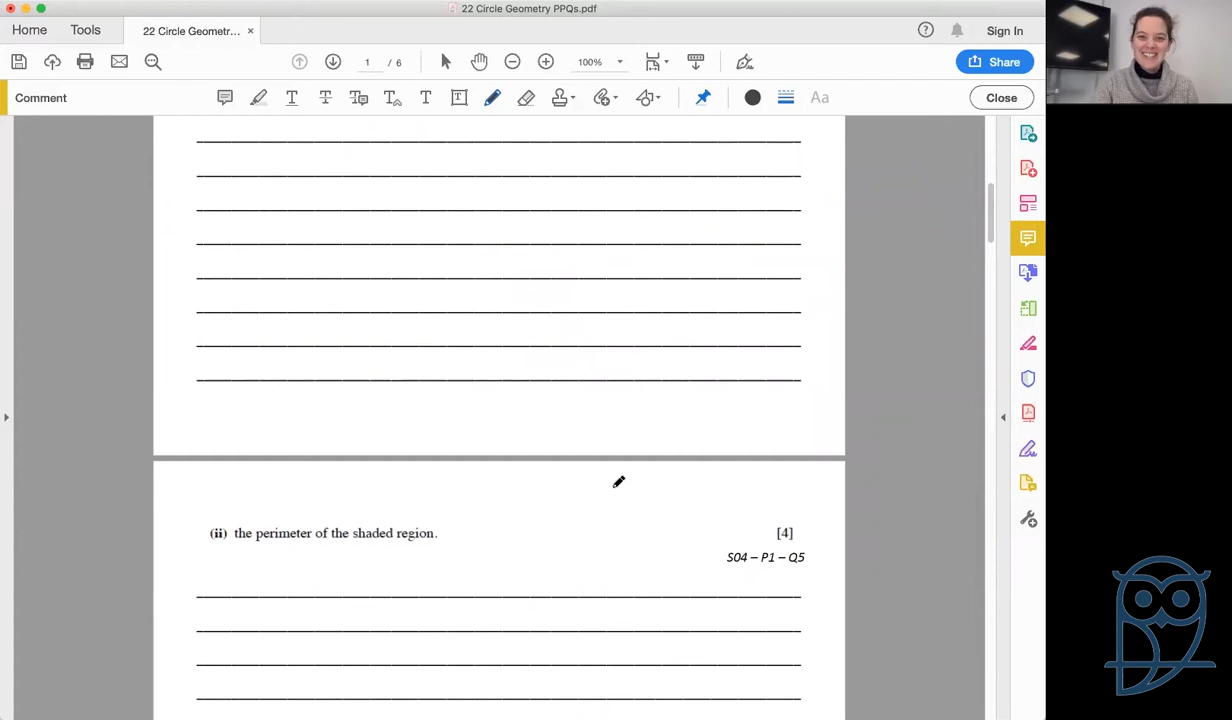 22 Circle Geometry PPQs.pdf
Home
Tools
22 Circle Geometr... ×
Sign In
1 / 6
100%
Share
Comment
T
T
T
T
Aa
Close
(ii) the perimeter of the shaded region. [4]
S04 – P1 – Q5